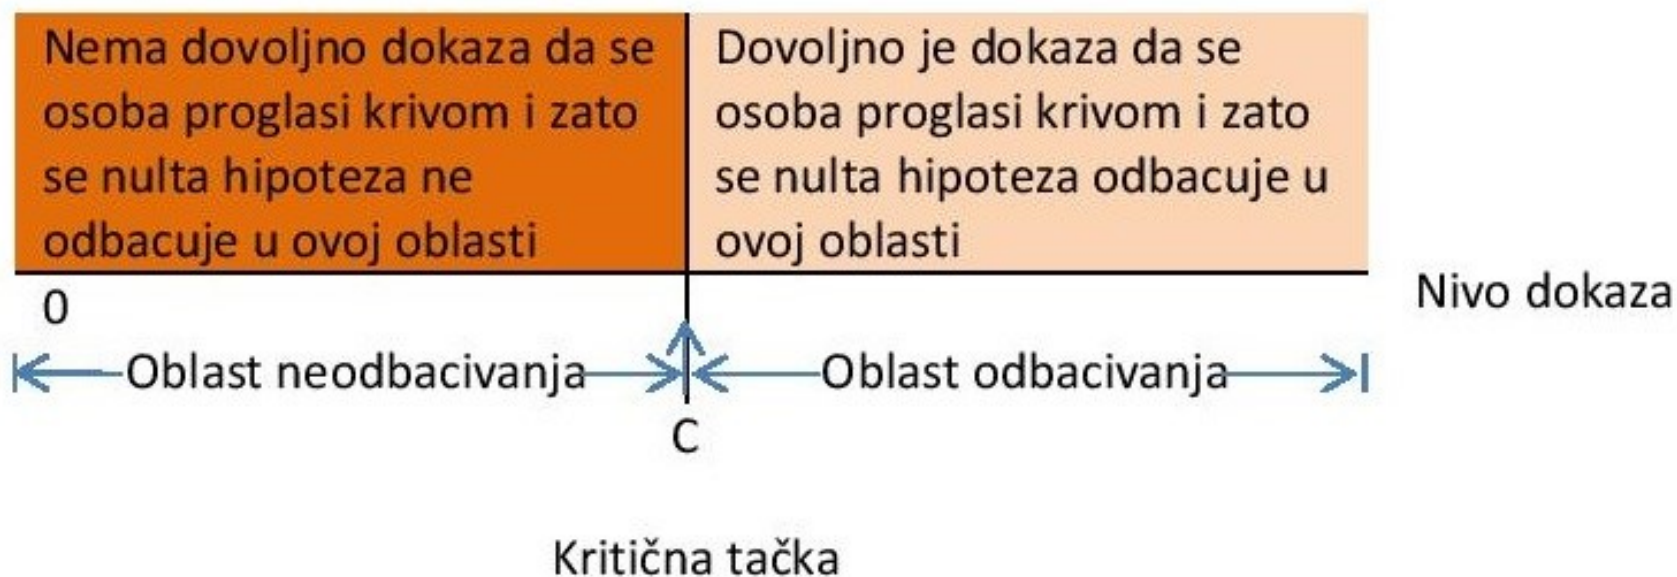 Nema dovoljno dokaza da se
osoba proglasi krivom i zato
se nulta hipoteza ne
odbacuje u ovoj oblasti
Dovoljno je dokaza da se
osoba proglasi krivom i zato
se nulta hipoteza odbacuje u
ovoj oblasti
0
Nivo dokaza
Oblast neodbacivanja
Oblast odbacivanja
C
Kritična tačka